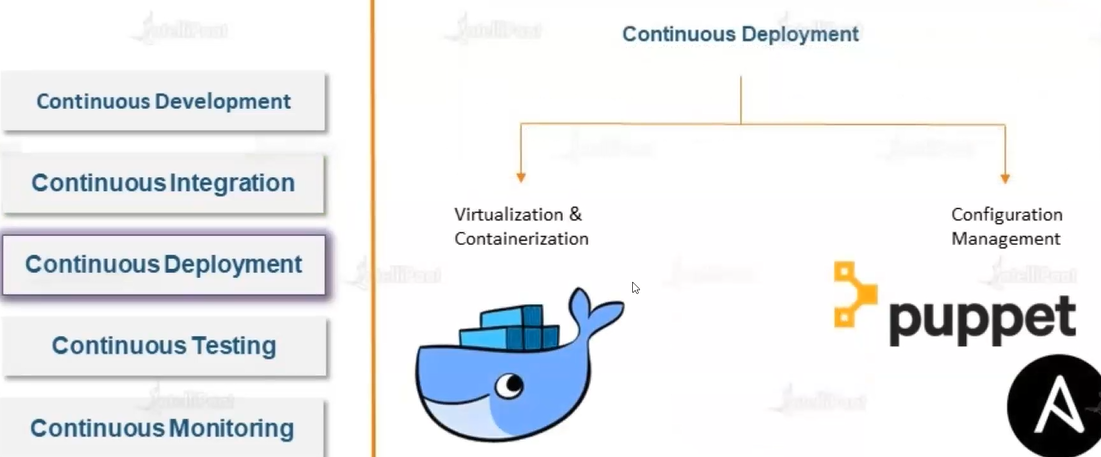 Continuous Development
Continuous Integration
Continuous Deployment
Continuous Testing
Continuous Monitoring
Continuous Deployment
Virtualization &
Containerization
Configuration
Management
puppet